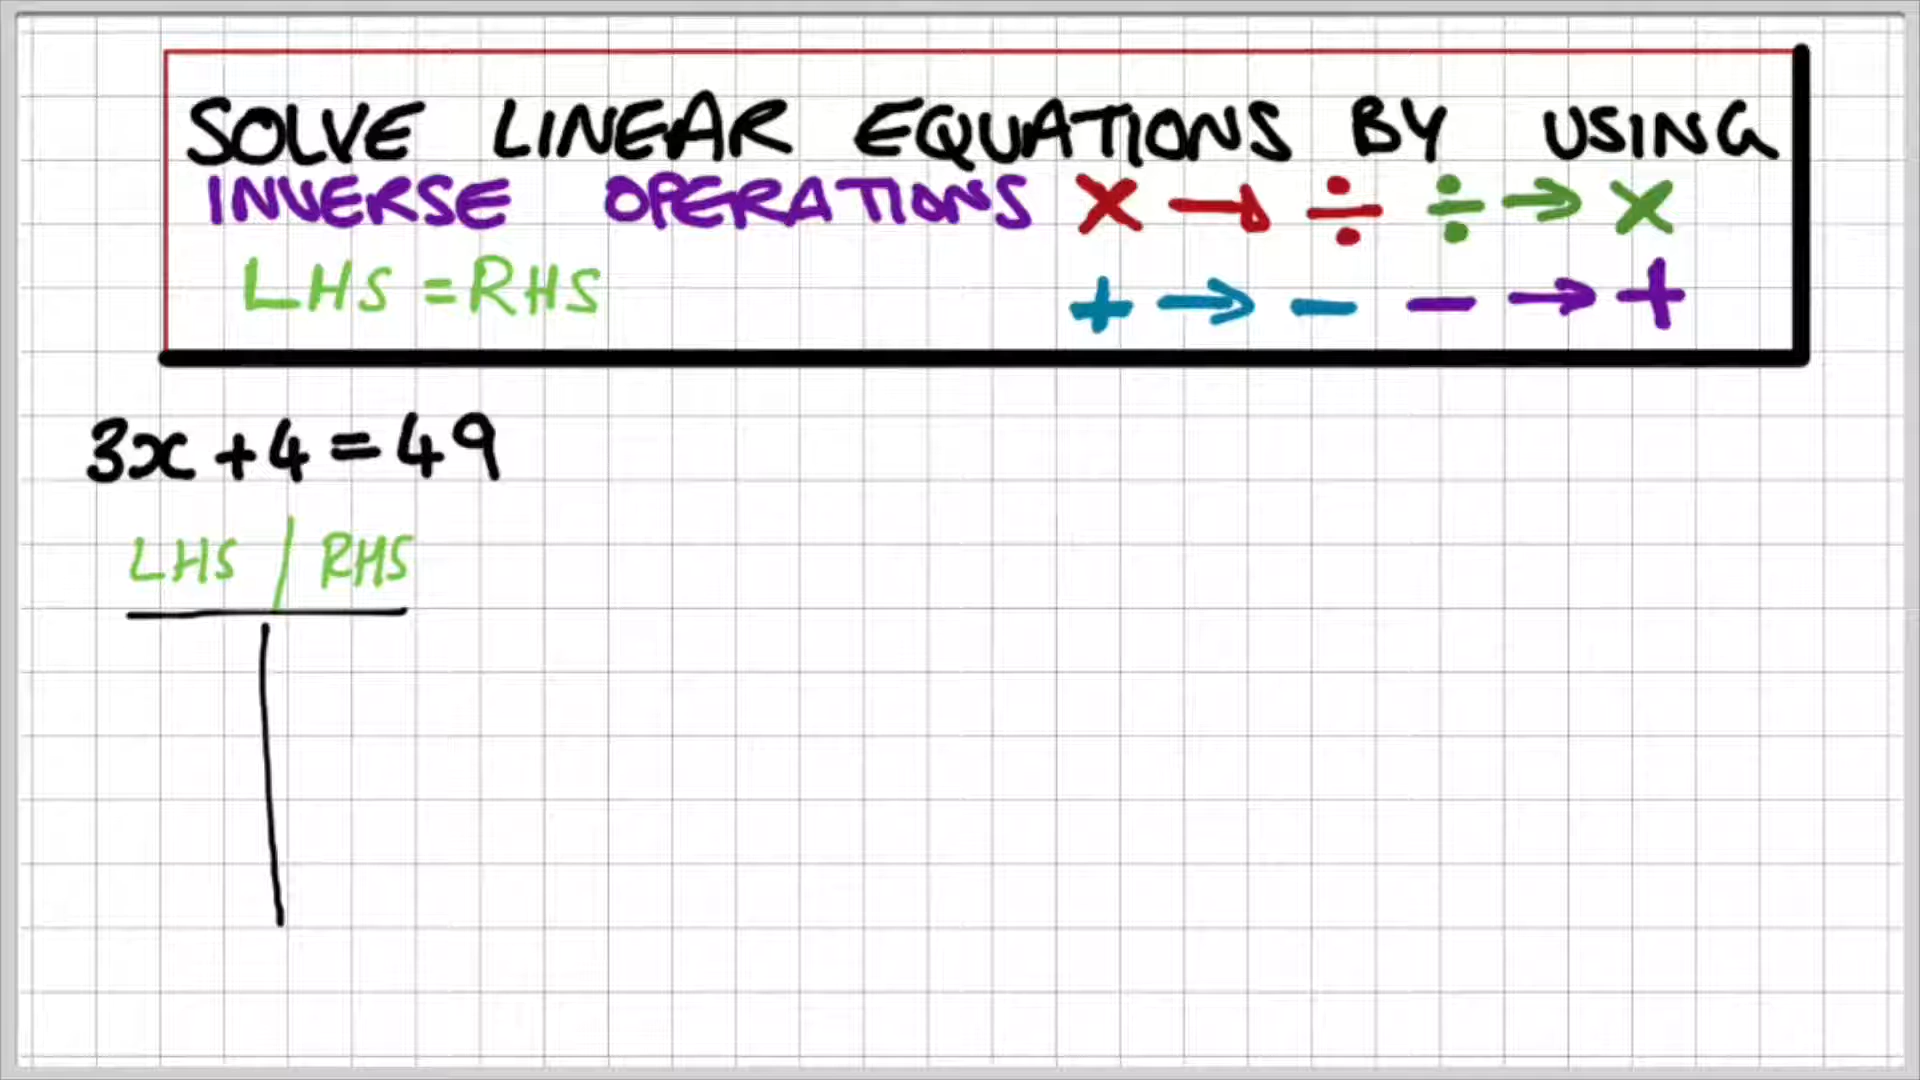 SOLVE LINEAR EQUATIONS BY USING
INVERSE OPERATIONS × → ÷ ÷ → ×
LHS = RHS + → − − → +
3x + 4 = 49
LHS / RHS